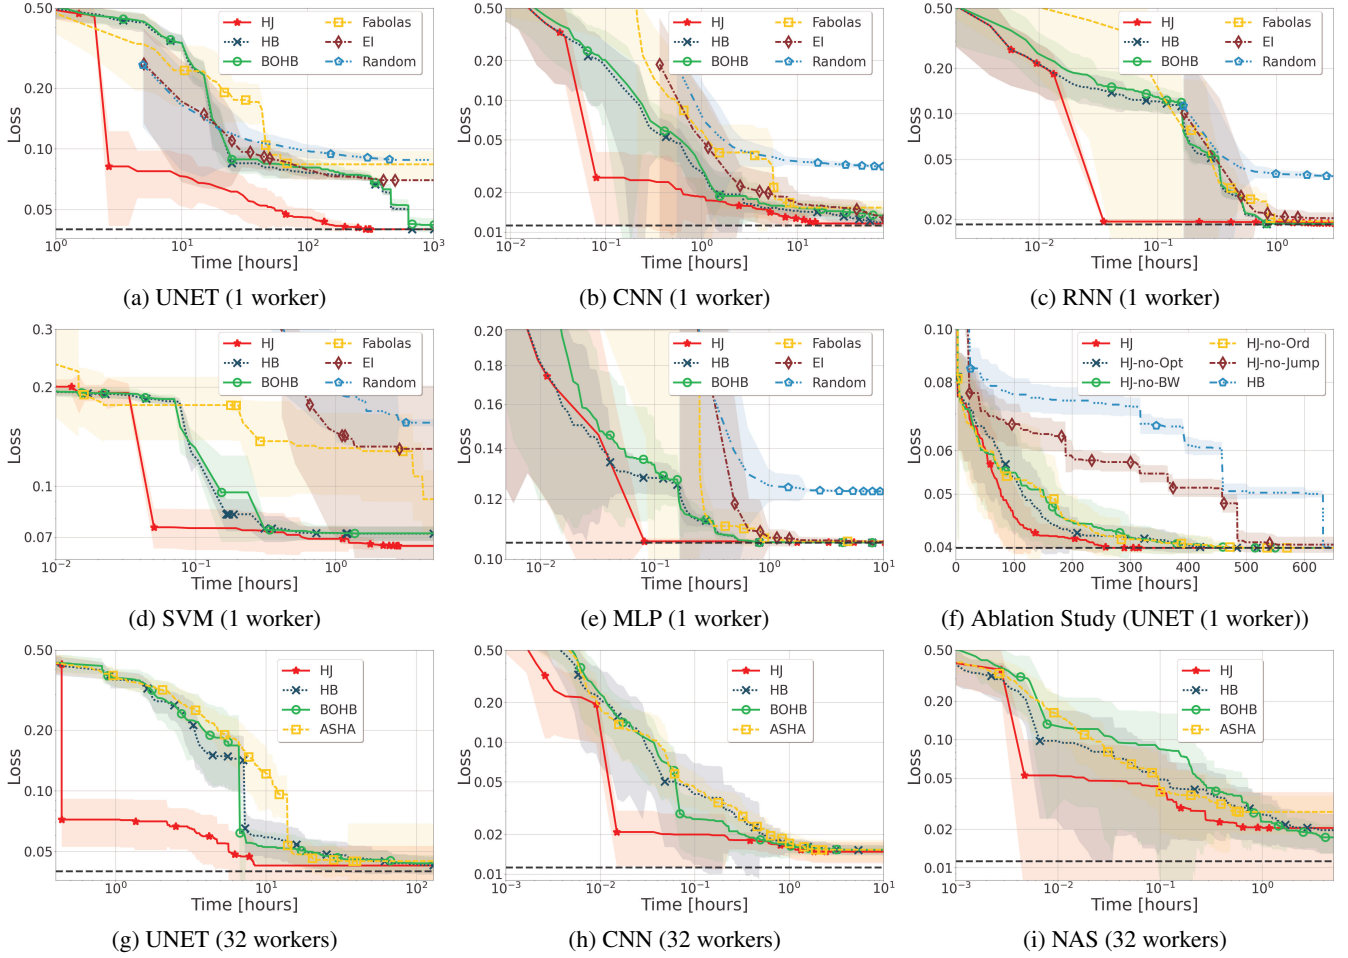 0.50
0.20
0.10
0.05
Loss
10⁰
10¹
10²
10³
Time [hours]
HJ
HB
BOHB
Fabolas
EI
Random
(a) UNET (1 worker)
0.50
0.20
0.10
0.05
0.02
0.01
Loss
10⁻²
10⁻¹
10⁰
10¹
Time [hours]
HJ
HB
BOHB
Fabolas
EI
Random
(b) CNN (1 worker)
0.50
0.20
0.10
0.05
0.02
Loss
10⁻²
10⁻¹
10⁰
Time [hours]
HJ
HB
BOHB
Fabolas
EI
Random
(c) RNN (1 worker)
0.3
0.2
0.1
0.07
Loss
10⁻²
10⁻¹
10⁰
Time [hours]
HJ
HB
BOHB
Fabolas
EI
Random
(d) SVM (1 worker)
0.20
0.18
0.16
0.14
0.12
0.10
Loss
10⁻²
10⁻¹
10⁰
10¹
Time [hours]
HJ
HB
BOHB
Fabolas
EI
Random
(e) MLP (1 worker)
0.10
0.08
0.06
0.05
0.04
Loss
0
100
200
300
400
500
600
Time [hours]
HJ
HJ-no-Opt
HJ-no-BW
HJ-no-Ord
HJ-no-Jump
HB
(f) Ablation Study (UNET (1 worker))
0.50
0.20
0.10
0.05
Loss
10⁰
10¹
10²
Time [hours]
HJ
HB
BOHB
ASHA
(g) UNET (32 workers)
0.50
0.20
0.10
0.05
0.02
0.01
Loss
10⁻³
10⁻²
10⁻¹
10⁰
10¹
Time [hours]
HJ
HB
BOHB
ASHA
(h) CNN (32 workers)
0.50
0.20
0.10
0.05
0.02
0.01
Loss
10⁻³
10⁻²
10⁻¹
10⁰
Time [hours]
HJ
HB
BOHB
ASHA
(i) NAS (32 workers)